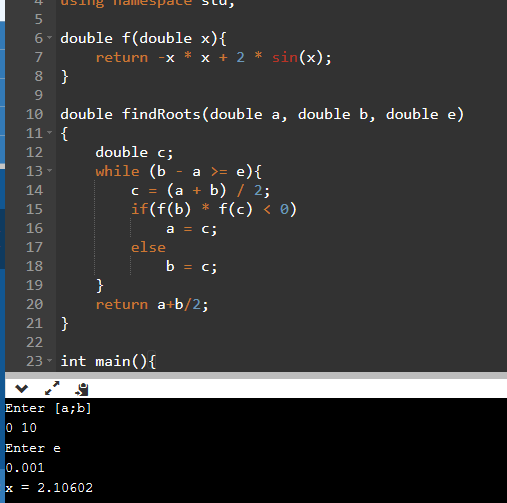 4 using namespace std;
5
6 double f(double x){
7 return -x * x + 2 * sin(x);
8 }
9
10 double findRoots(double a, double b, double e)
11 {
12 double c;
13 while (b - a >= e){
14 c = (a + b) / 2;
15 if(f(b) * f(c) < 0)
16 a = c;
17 else
18 b = c;
19 }
20 return a+b/2;
21 }
22
23 int main(){
Enter [a;b]
0 10
Enter e
0.001
x = 2.10602